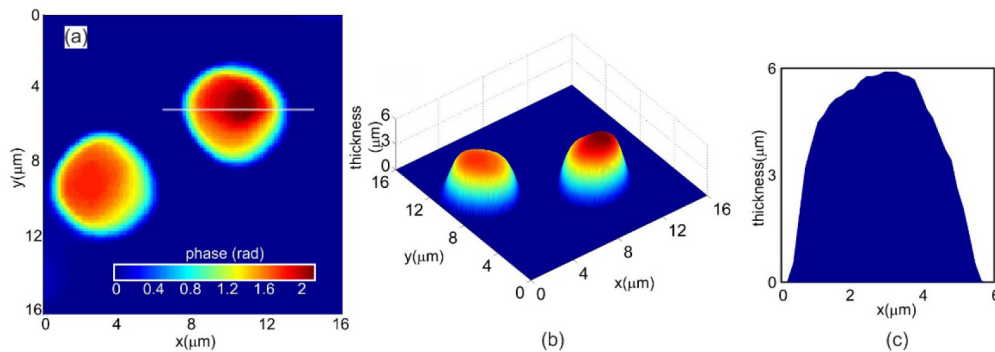 (a)
0
4
8
12
16
y(μm)
phase (rad)
0 0.4 0.8 1.2 1.6 2
0 4 8 12 16
x(μm)
thickness
(μm)
6
3
0
16
12
8
4
0
y(μm)
0
4
8
12
16
x(μm)
(b)
6
thickness(μm)
0
0 2 4 6
x(μm)
(c)